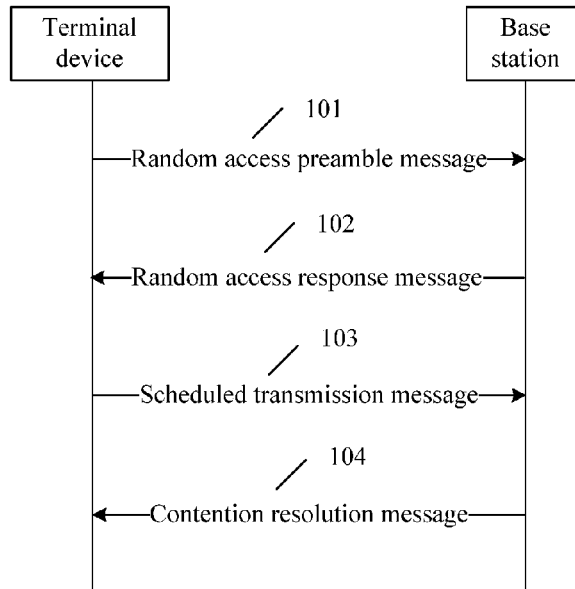 Terminal
device
Base
station
101
Random access preamble message
102
Random access response message
103
Scheduled transmission message
104
Contention resolution message